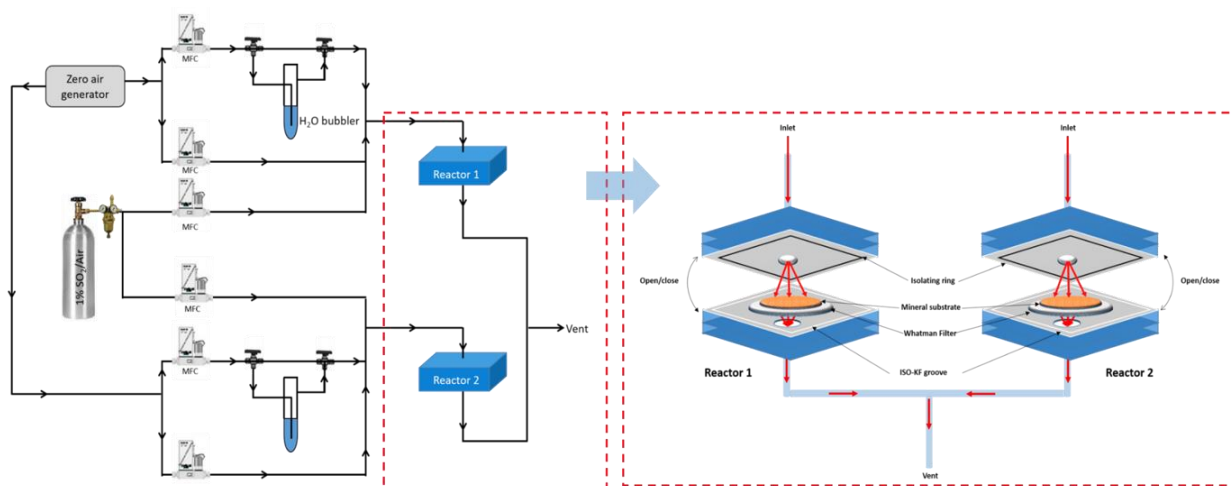 Zero air
generator
MFC
H₂O bubbler
MFC
MFC
1% SO₂/Air
MFC
MFC
MFC
Reactor 1
Reactor 2
Vent
Inlet
Inlet
Open/close
Isolating ring
Open/close
Mineral substrate
Whatman Filter
Reactor 1
ISO-KF groove
Reactor 2
Vent